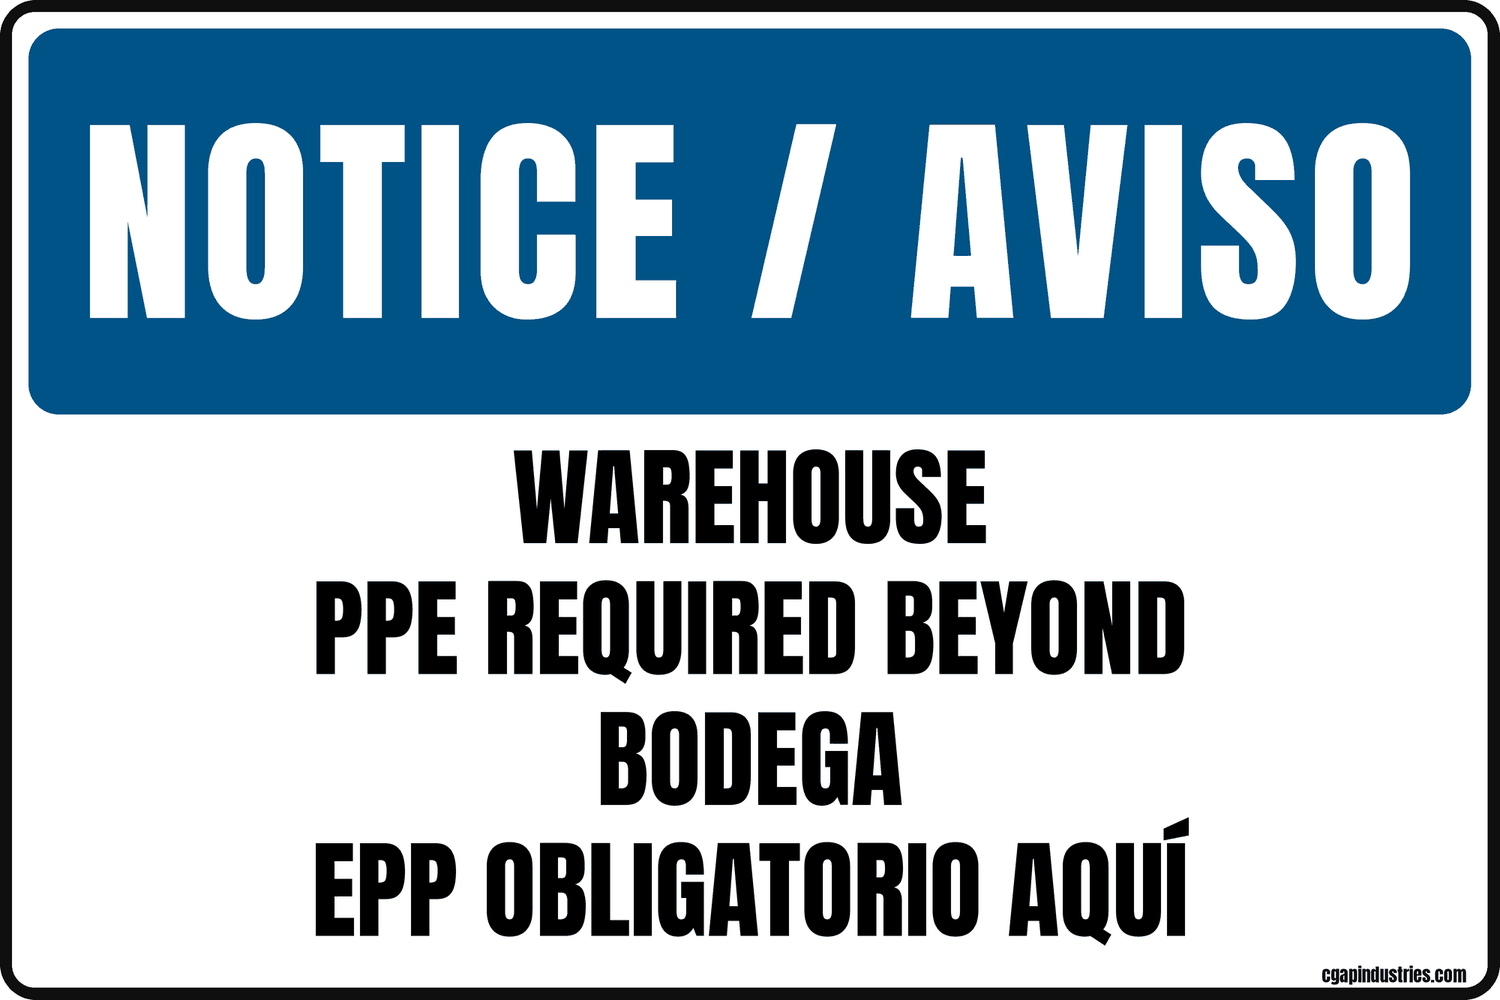 NOTICE / AVISO
WAREHOUSE
PPE REQUIRED BEYOND
BODEGA
EPP OBLIGATORIO AQUÍ
cgapindustries.com